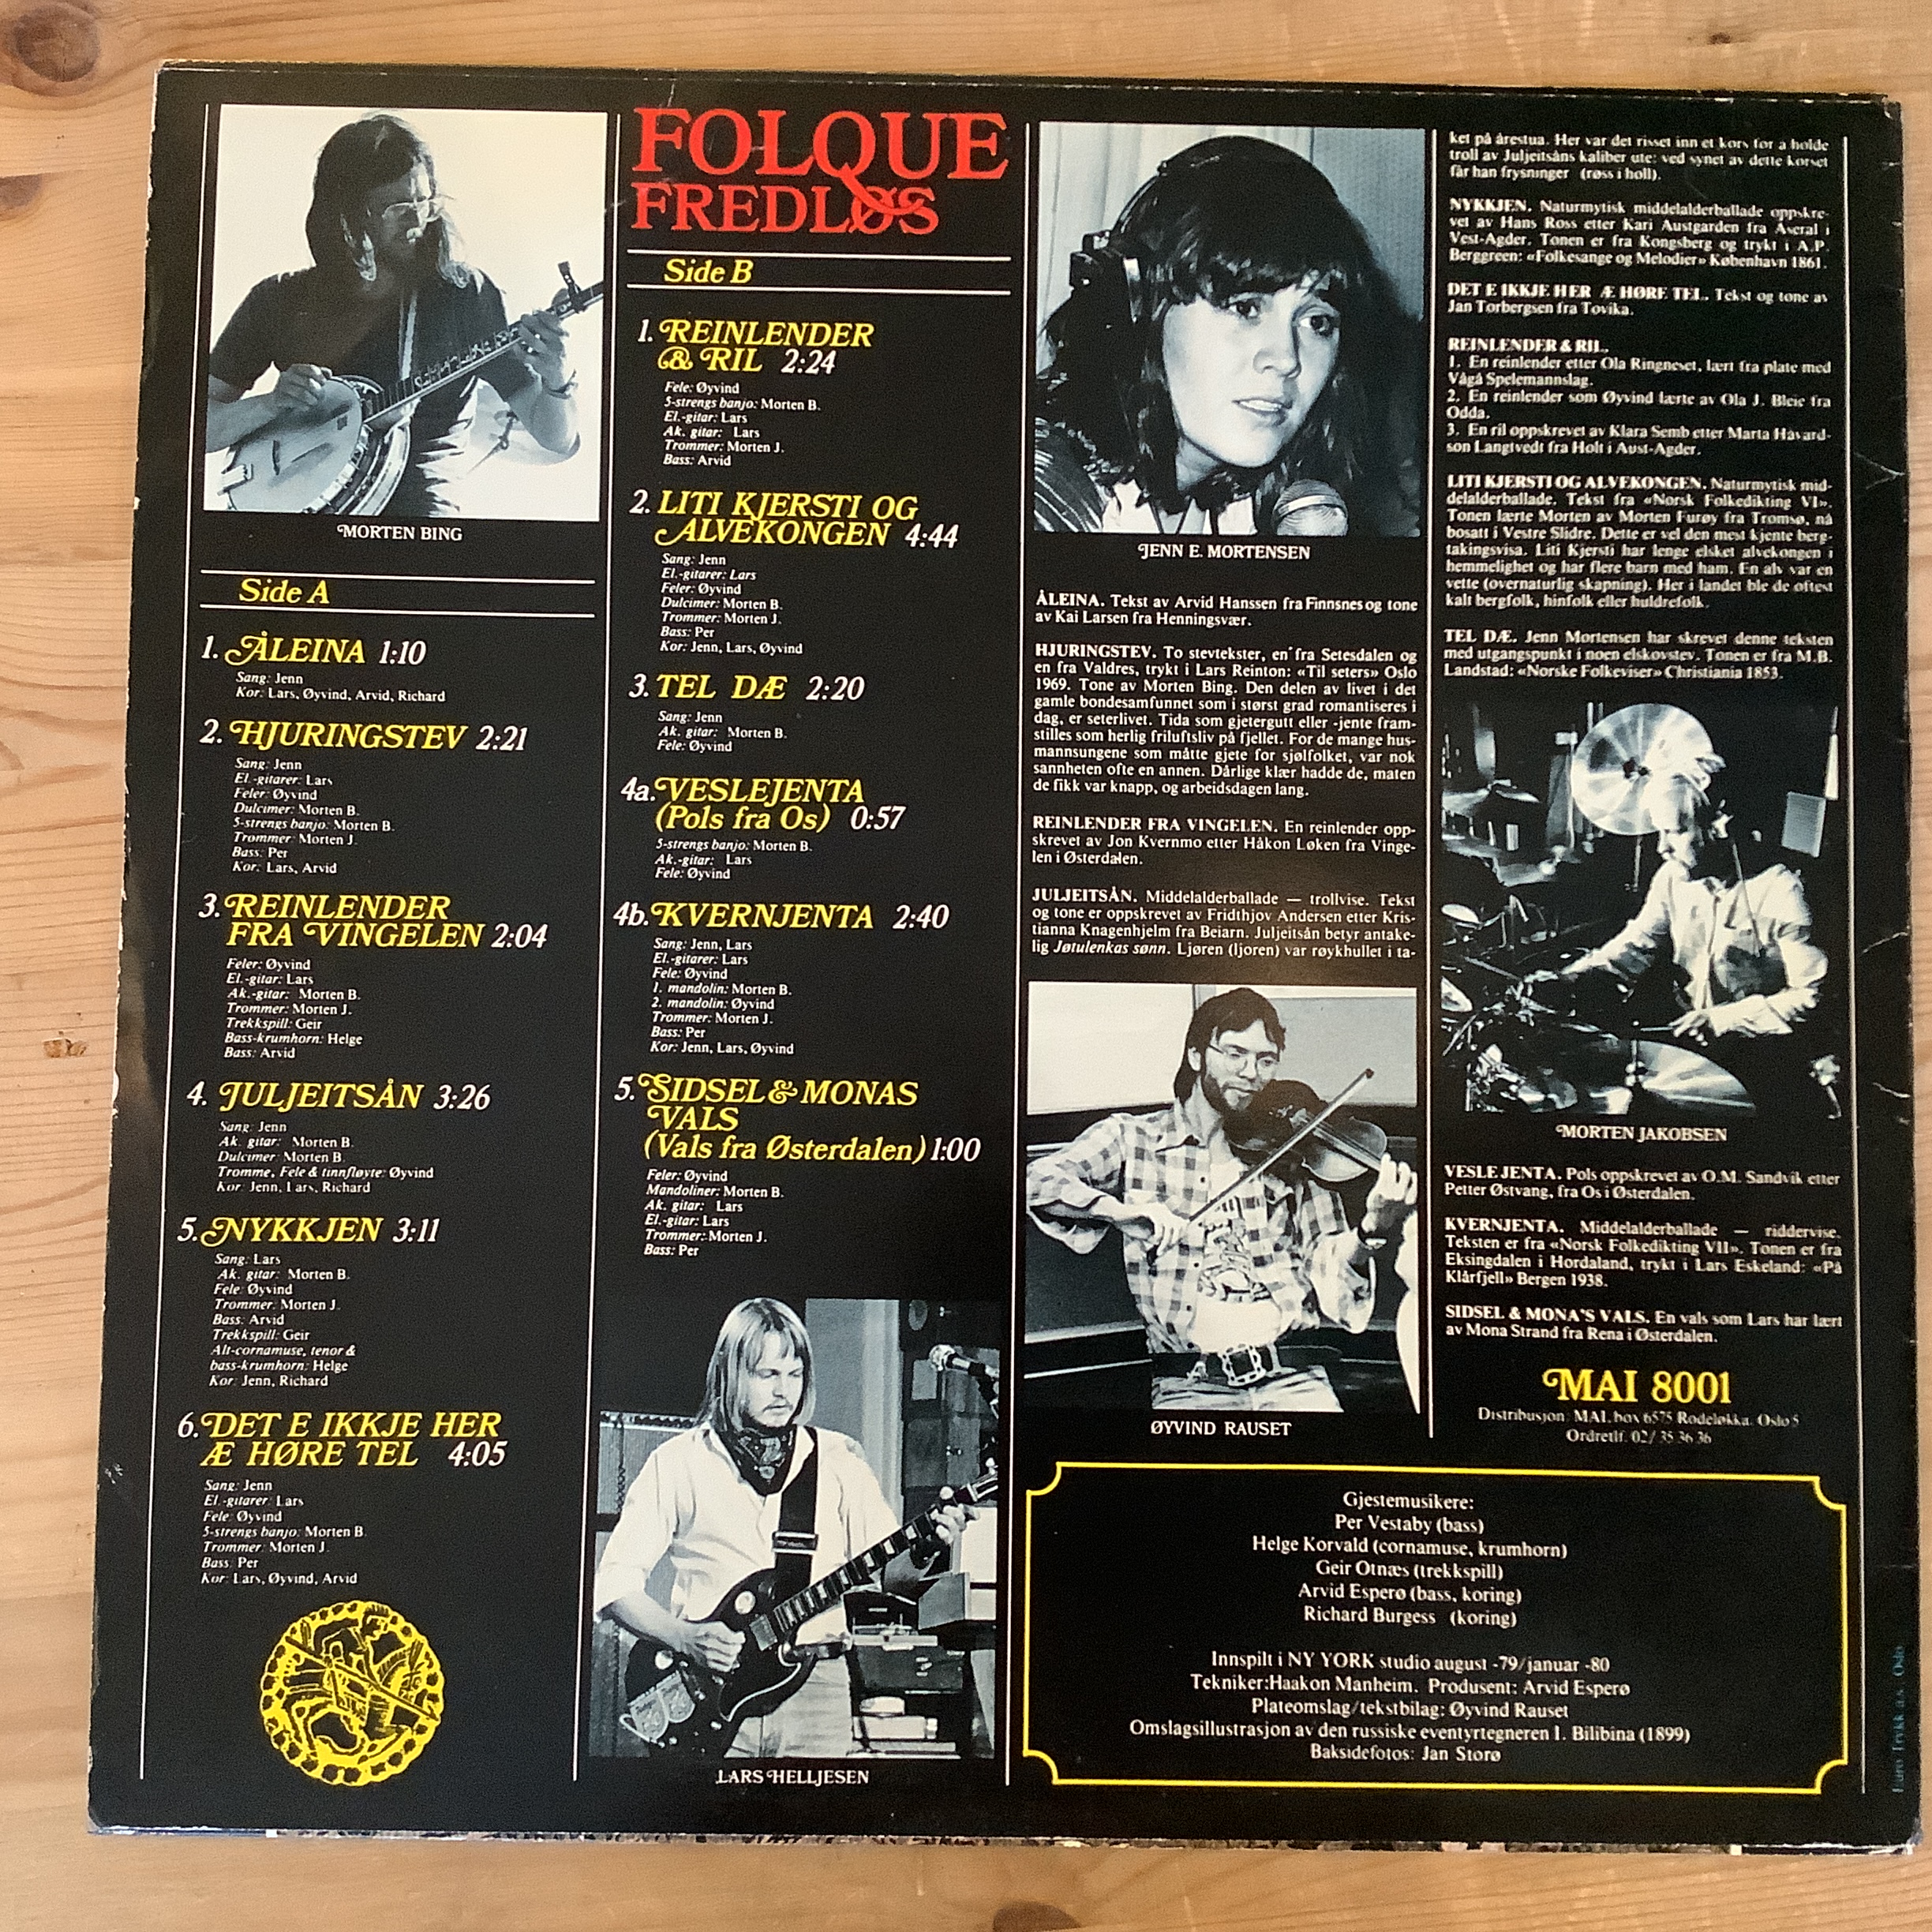 MORTEN BING
Side A
1. ÅLEINA 1:10
Sang: Jenn
Kor: Lars, Øyvind, Arvid, Richard
2. HJURINGSTEV 2:21
Sang: Jenn
El.-gitarer: Lars
Feler: Øyvind
Dulcimer: Morten B.
5-strengs banjo: Morten B.
Trommer: Morten J.
Bass: Per
Kor: Lars, Arvid
3. REINLENDER
FRA VINGELEN 2:04
Feler: Øyvind
El.-gitar: Lars
Ak.-gitar: Morten B.
Trommer: Morten J.
Trekkspill: Geir
Bass-krumhorn: Helge
Bass: Arvid
4. JULJEITSÅN 3:26
Sang: Jenn
Ak. gitar: Morten B.
Dulcimer: Morten B.
Tromme, Fele & tinnfløyte: Øyvind
Kor: Jenn, Lars, Richard
5. NYKKJEN 3:11
Sang: Lars
Ak. gitar: Morten B.
Fele: Øyvind
Trommer: Morten J.
Bass: Arvid
Trekkspill: Geir
Alt-cornamuse, tenor &
bass-krumhorn: Helge
Kor: Jenn, Richard
6. DET E IKKJE HER
Æ HØRE TEL 4:05
Sang: Jenn
El.-gitarer: Lars
Fele: Øyvind
5-strengs banjo: Morten B.
Trommer: Morten J.
Bass: Per
Kor: Lars, Øyvind, Arvid
FOLQUE
FREDLØS
Side B
1. REINLENDER
& RIL 2:24
Fele: Øyvind
5-strengs banjo: Morten B.
El.-gitar: Lars
Ak. gitar: Lars
Trommer: Morten J.
Bass: Arvid
2. LITI KJERSTI OG
ALVEKONGEN 4:44
Sang: Jenn
El.-gitarer: Lars
Feler: Øyvind
Dulcimer: Morten B.
Trommer: Morten J.
Bass: Per
Kor: Jenn, Lars, Øyvind
3. TEL DÆ 2:20
Sang: Jenn
Ak. gitar: Morten B.
Fele: Øyvind
4a. VESLEJENTA
(Pols fra Os) 0:57
5-strengs banjo: Morten B.
Ak.-gitar: Lars
Fele: Øyvind
4b. KVERNJENTA 2:40
Sang: Jenn, Lars
El.-gitarer: Lars
Fele: Øyvind
1. mandolin: Morten B.
2. mandolin: Øyvind
Trommer: Morten J.
Bass: Per
Kor: Jenn, Lars, Øyvind
5. SIDSEL & MONAS
VALS
(Vals fra Østerdalen) 1:00
Feler: Øyvind
Mandoliner: Morten B.
Ak. gitar: Lars
El.-gitar: Lars
Trommer: Morten J.
Bass: Per
LARS HELLJESEN
JENN E. MORTENSEN
ÅLEINA. Tekst av Arvid Hanssen fra Finnsnes og tone
av Kai Larsen fra Henningsvær.
HJURINGSTEV. To stevtekster, en fra Setesdalen og
en fra Valdres, trykt i Lars Reinton: «Til seters» Oslo
1969. Tone av Morten Bing. Den delen av livet i det
gamle bondesamfunnet som i størst grad romantiseres i
dag, er seterlivet. Tida som gjetergutt eller -jente fram-
stilles som herlig friluftsliv på fjellet. For de mange hus-
mannsungene som måtte gjete for sjølfolket, var nok
sannheten ofte en annen. Dårlige klær hadde de, maten
de fikk var knapp, og arbeidsdagen lang.
REINLENDER FRA VINGELEN. En reinlender opp-
skrevet av Jon Kvernmo etter Håkon Løken fra Vinge-
len i Østerdalen.
JULJEITSÅN. Middelalderballade — trollvise. Tekst
og tone er oppskrevet av Fridthjov Andersen etter Kris-
tianna Knagenhjelm fra Beiarn. Juljeitsån betyr antake-
lig Jøtulenkas sønn. Ljøren (ljoren) var røykhullet i ta-
ØYVIND RAUSET
ket på årestua. Her var det risset inn et kors for å holde
troll av Juljeitsåns kaliber ute: ved synet av dette korset
får han frysninger (røss i holl).
NYKKJEN. Naturmytisk middelalderballade oppskre-
vet av Hans Ross etter Kari Austgarden fra Åseral i
Vest-Agder. Tonen er fra Kongsberg og trykt i A.P.
Berggreen: «Folkesange og Melodier» København 1861.
DET E IKKJE HER Æ HØRE TEL. Tekst og tone av
Jan Torbergsen fra Tovika.
REINLENDER & RIL.
1. En reinlender etter Ola Ringneset, lært fra plate med
Vågå Spelemannslag.
2. En reinlender som Øyvind lærte av Ola J. Bleie fra
Odda.
3. En ril oppskrevet av Klara Semb etter Marta Håvard-
son Langtvedt fra Holt i Aust-Agder.
LITI KJERSTI OG ALVEKONGEN. Naturmytisk mid-
delalderballade. Tekst fra «Norsk Folkedikting VI».
Tonen lærte Morten av Morten Furøy fra Tromsø, nå
bosatt i Vestre Slidre. Dette er vel den mest kjente berg-
takingsvisa. Liti Kjersti har lenge elsket alvekongen i
hemmelighet og har flere barn med ham. En alv var en
vette (overnaturlig skapning). Her i landet ble de oftest
kalt bergfolk, hinfolk eller huldrefolk.
TEL DÆ. Jenn Mortensen har skrevet denne teksten
med utgangspunkt i noen elskovstev. Tonen er fra M.B.
Landstad: «Norske Folkeviser» Christiania 1853.
MORTEN JAKOBSEN
VESLE JENTA. Pols oppskrevet av O.M. Sandvik etter
Petter Østvang, fra Os i Østerdalen.
KVERNJENTA. Middelalderballade — riddervise.
Teksten er fra «Norsk Folkedikting VII». Tonen er fra
Eksingdalen i Hordaland, trykt i Lars Eskeland: «På
Klårfjell» Bergen 1938.
SIDSEL & MONA'S VALS. En vals som Lars har lært
av Mona Strand fra Rena i Østerdalen.
MAI 8001
Distribusjon: MAI, box 6575 Rodeløkka, Oslo 5
Ordretlf. 02/ 35 36 36
Gjestemusikere:
Per Vestaby (bass)
Helge Korvald (cornamuse, krumhorn)
Geir Otnæs (trekkspill)
Arvid Esperø (bass, koring)
Richard Burgess (koring)
Innspilt i NY YORK studio august -79/januar -80
Tekniker:Haakon Manheim. Produsent: Arvid Esperø
Plateomslag/tekstbilag: Øyvind Rauset
Omslagsillustrasjon av den russiske eventyrtegneren I. Bilibina (1899)
Baksidefotos: Jan Storø
Trykk a.s. Oslo